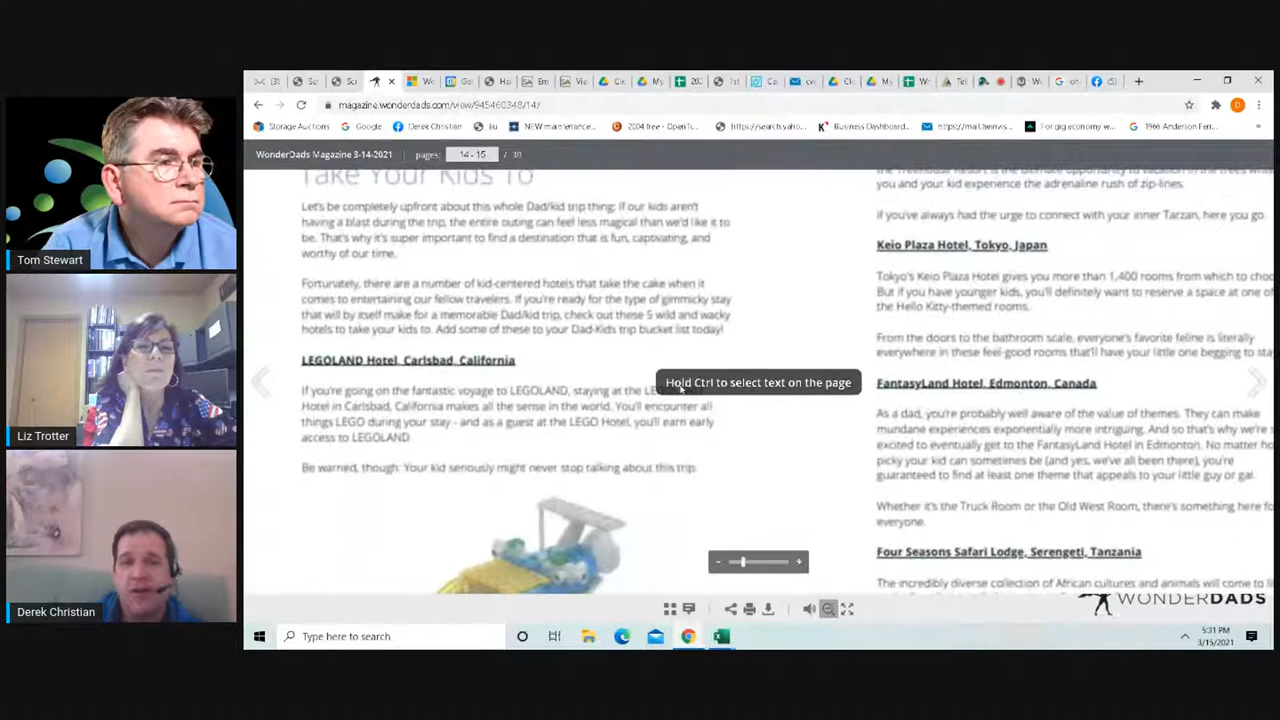 Tom Stewart
Liz Trotter
Derek Christian
magazine.wonderdads.com/view/945460348/14/
Storage Auctions
Google
Derek Christian
liu
NEW maintenance...
2004 free - OpenTu...
https://search.yaho...
Business Dashboard...
https://mail.lynnvis...
For gig economy w...
1966 Anderson Ferr...
WonderDads Magazine 3-14-2021
pages:
14 - 15
/ 30
Take Your Kids To
Let's be completely upfront about this whole Dad/kid trip thing: If our kids aren't
having a blast during the trip, the entire outing can feel less magical than we'd like it to
be. That's why it's super important to find a destination that is fun, captivating, and
worthy of our time.
Fortunately, there are a number of kid-centered hotels that take the cake when it
comes to entertaining our fellow travelers. If you're ready for the type of gimmicky stay
that will by itself make for a memorable Dad/kid trip, check out these 5 wild and wacky
hotels to take your kids to. Add some of these to your Dad-Kids trip bucket list today!
LEGOLAND Hotel, Carlsbad, California
If you're going on the fantastic voyage to LEGOLAND, staying at the
Hotel in Carlsbad, California makes all the sense in the world. You'll encounter all
things LEGO during your stay - and as a guest at the LEGO Hotel, you'll earn early
access to LEGOLAND.
Be warned, though: Your kid seriously might never stop talking about this trip.
Hold Ctrl to select text on the page
you and your kid experience the adrenaline rush of zip-lines.
If you've always had the urge to connect with your inner Tarzan, here you go
Keio Plaza Hotel, Tokyo, Japan
Tokyo's Keio Plaza Hotel gives you more than 1,400 rooms from which to choo
But if you have younger kids, you'll definitely want to reserve a space at one of
the Hello Kitty-themed rooms.
From the doors to the bathroom scale, everyone's favorite feline is literally
everywhere in these feel-good rooms that'll have your little one begging to stay
FantasyLand Hotel, Edmonton, Canada
As a dad, you're probably well aware of the value of themes. They can make
mundane experiences exponentially more intriguing. And so that's why we're s
excited to eventually get to the FantasyLand Hotel in Edmonton. No matter ho
picky your kid can sometimes be (and yes, we've all been there), you're
guaranteed to find at least one theme that appeals to your little guy or gal.
Whether it's the Truck Room or the Old West Room, there's something here fo
everyone.
Four Seasons Safari Lodge, Serengeti, Tanzania
The incredibly diverse collection of African cultures and animals will come to li
WONDERDADS
Type here to search
5:31 PM
3/15/2021